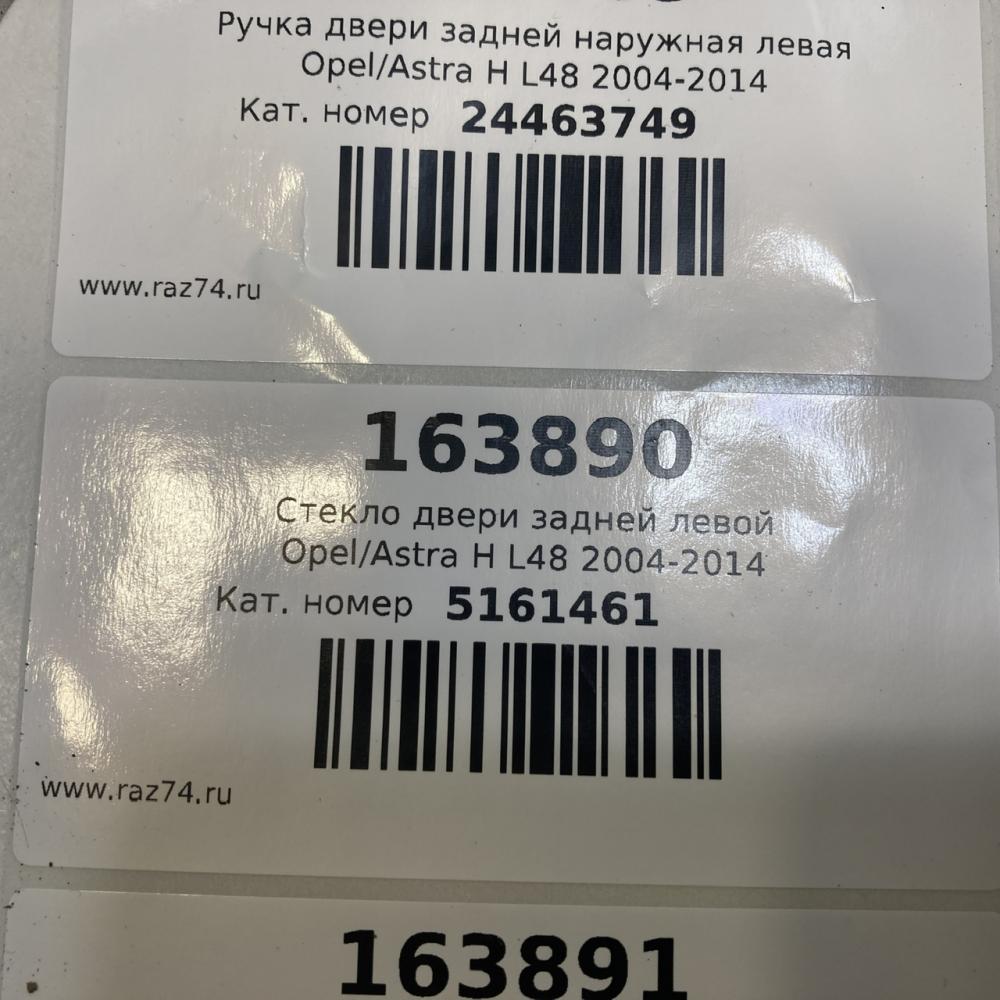 Ручка двери задней наружная левая
Opel/Astra H L48 2004-2014
Кат. номер 24463749
www.raz74.ru
163890
Стекло двери задней левой
Opel/Astra H L48 2004-2014
Кат. номер 5161461
www.raz74.ru
163891